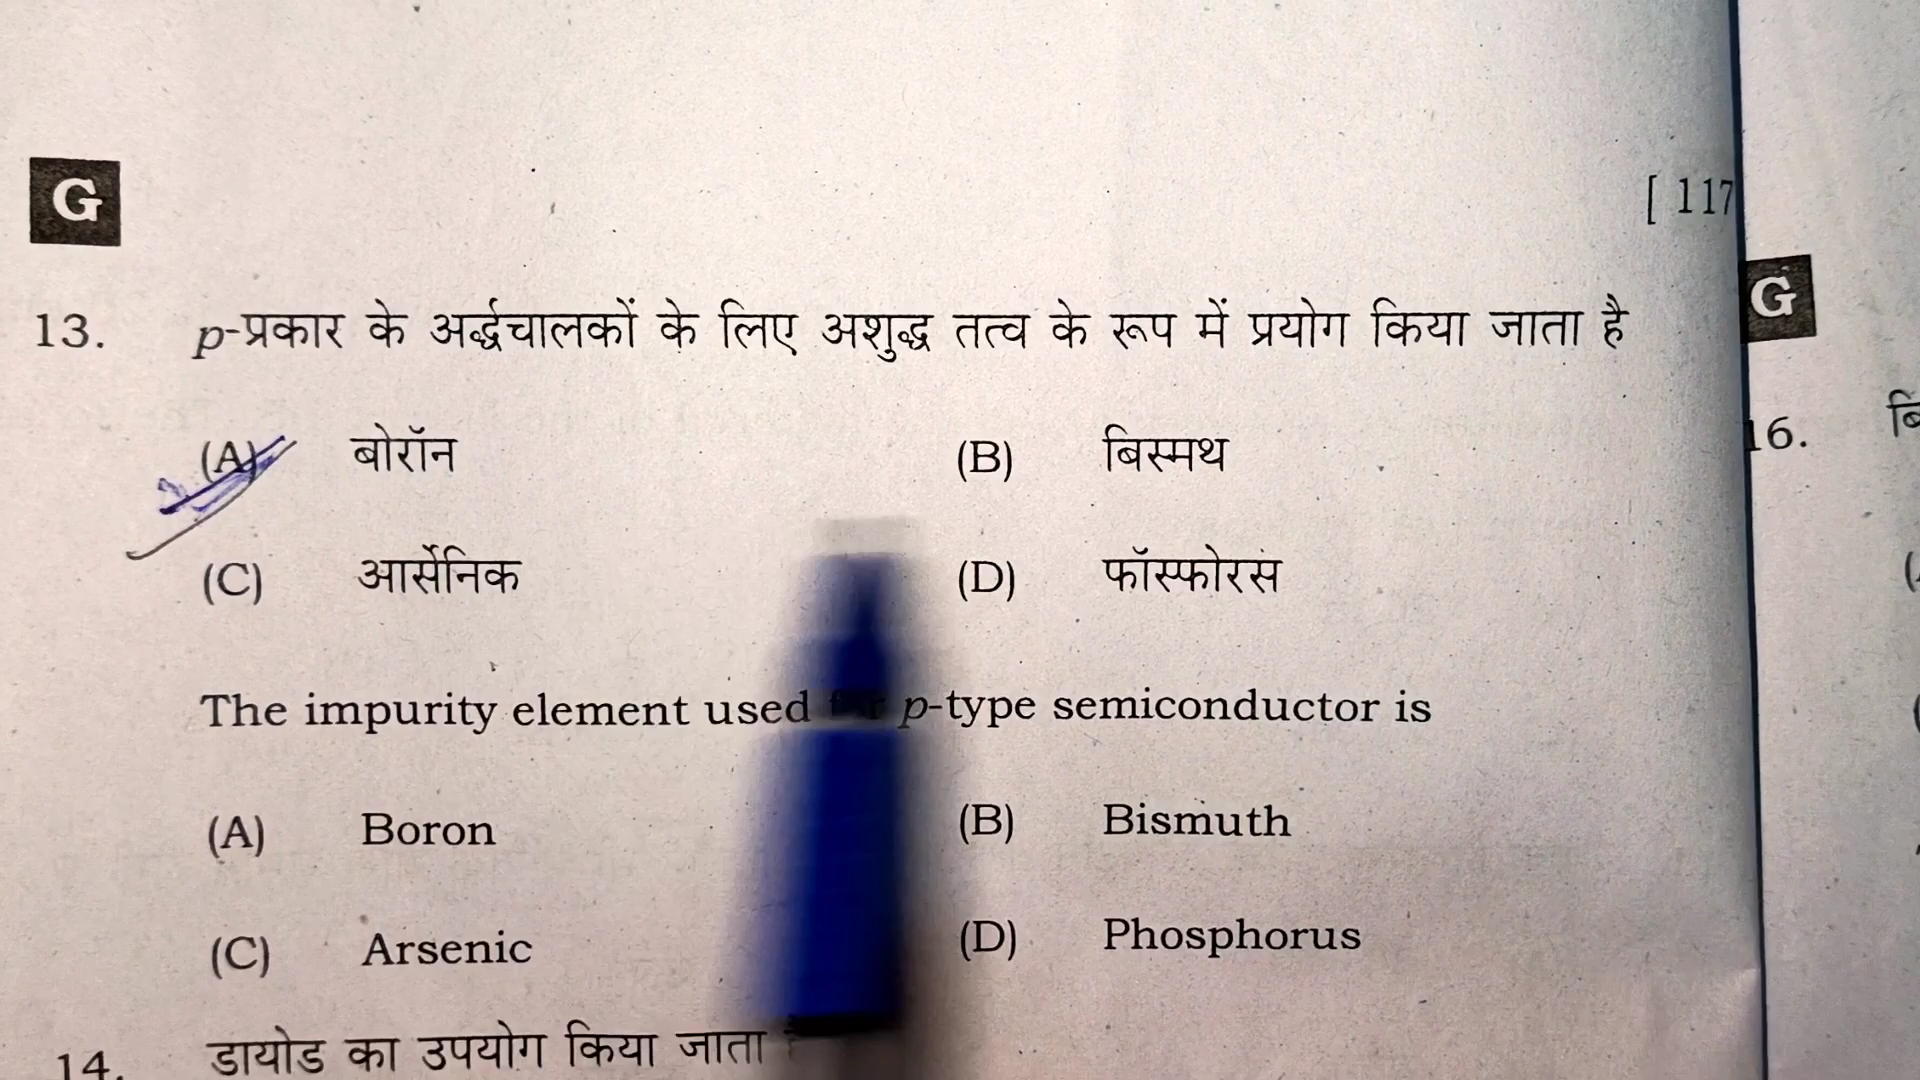 G
[ 117
13. p-प्रकार के अर्द्धचालकों के लिए अशुद्ध तत्व के रूप में प्रयोग किया जाता है
(A) बोरॉन (B) बिस्मथ
(C) आर्सेनिक (D) फॉस्फोरस
The impurity element used p-type semiconductor is
(A) Boron (B) Bismuth
(C) Arsenic (D) Phosphorus
14. डायोड का उपयोग किया जाता
G
16. बि